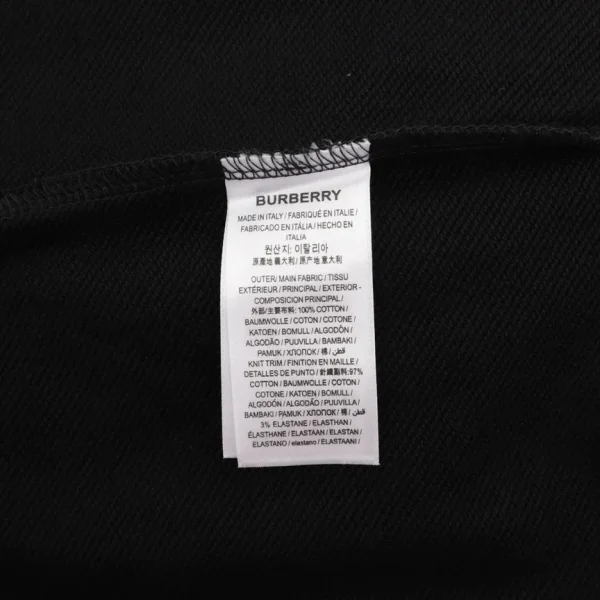 BURBERRY
MADE IN ITALY / FABRIQUÉ EN ITALIE /
FABRICADO EN ITÁLIA / HECHO EN
ITALIA
원산지: 이탈리아
原產地 義大利 / 原产地 意大利
OUTER / MAIN FABRIC / TISSU
EXTÉRIEUR / PRINCIPAL / EXTERIOR -
COMPOSICIÓN PRINCIPAL /
外部/主要布料: 100% COTTON /
BAUMWOLLE / COTON / COTONE /
KATOEN / BOMULL / ALGODÓN /
ALGODÃO / PUUVILLA / BAMBAKI /
PAMUK / ХЛОПОК / 棉 / قطن /
KNIT TRIM / FINITION EN MAILLE /
DETALLES DE PUNTO / 針織副料: 97%
COTTON / BAUMWOLLE / COTON /
COTONE / KATOEN / BOMULL /
ALGODÓN / ALGODÃO / PUUVILLA /
BAMBAKI / PAMUK / ХЛОПОК / 棉 / قطن /
3% ELASTANE / ELASTHAN /
ÉLASTHANE / ELASTAAN / ELASTAN /
ELASTANO / elastano / ELASTAANI /